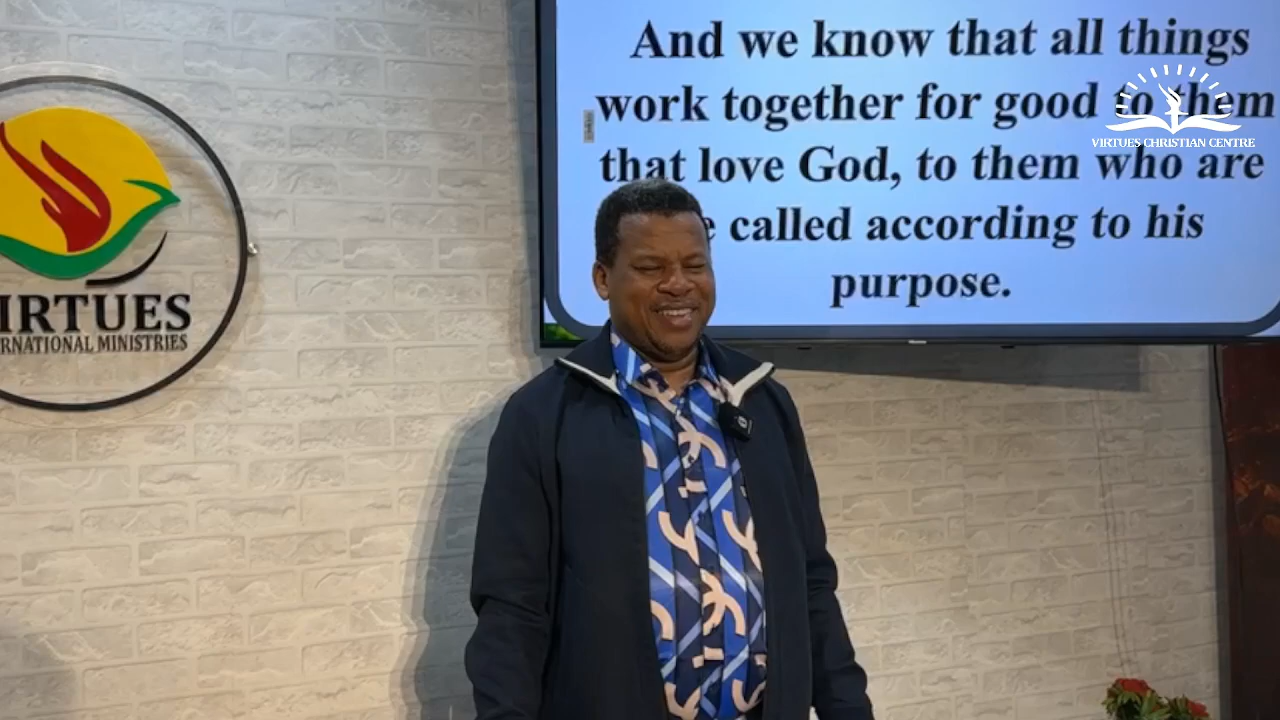 And we know that all things
work together for good to them
that love God, to them who are
called according to his
purpose.
VIRTUES CHRISTIAN CENTRE
IRTUES
RNATIONAL MINISTRIES